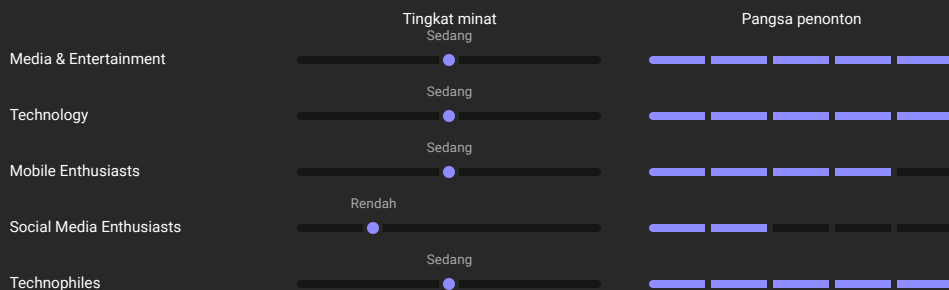 Tingkat minat Pangsa penonton
Sedang
Media & Entertainment
Sedang
Technology
Sedang
Mobile Enthusiasts
Rendah
Social Media Enthusiasts
Sedang
Technophiles